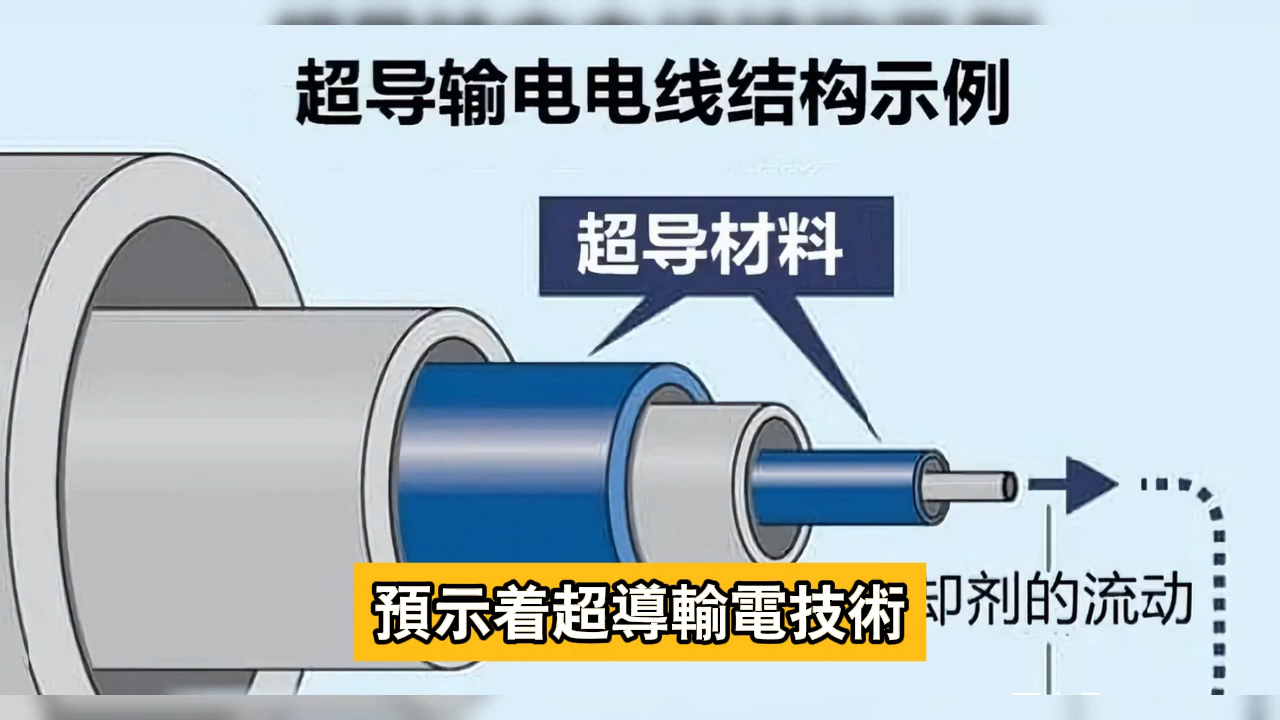 超导输电电线结构示例
超导材料
却剂的流动
預示着超導輸電技術